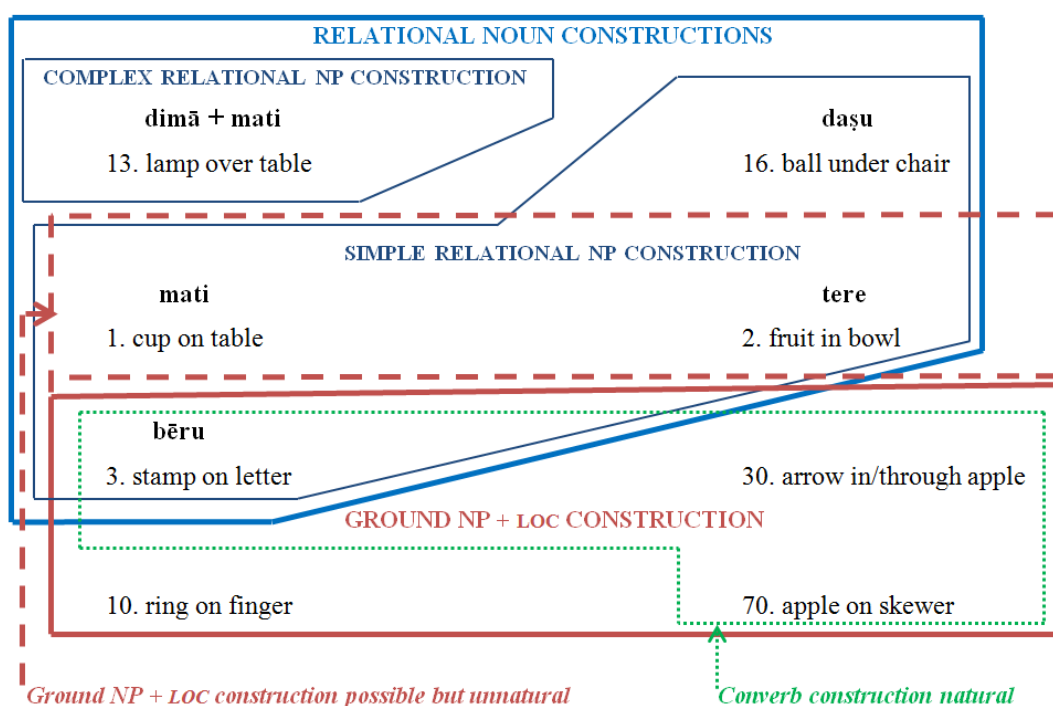 RELATIONAL NOUN CONSTRUCTIONS
COMPLEX RELATIONAL NP CONSTRUCTION
dimā + mati
daṣu
13. lamp over table
16. ball under chair
SIMPLE RELATIONAL NP CONSTRUCTION
mati
tere
1. cup on table
2. fruit in bowl
bēru
3. stamp on letter
30. arrow in/through apple
GROUND NP + LOC CONSTRUCTION
10. ring on finger
70. apple on skewer
Ground NP + LOC construction possible but unnatural
Converb construction natural